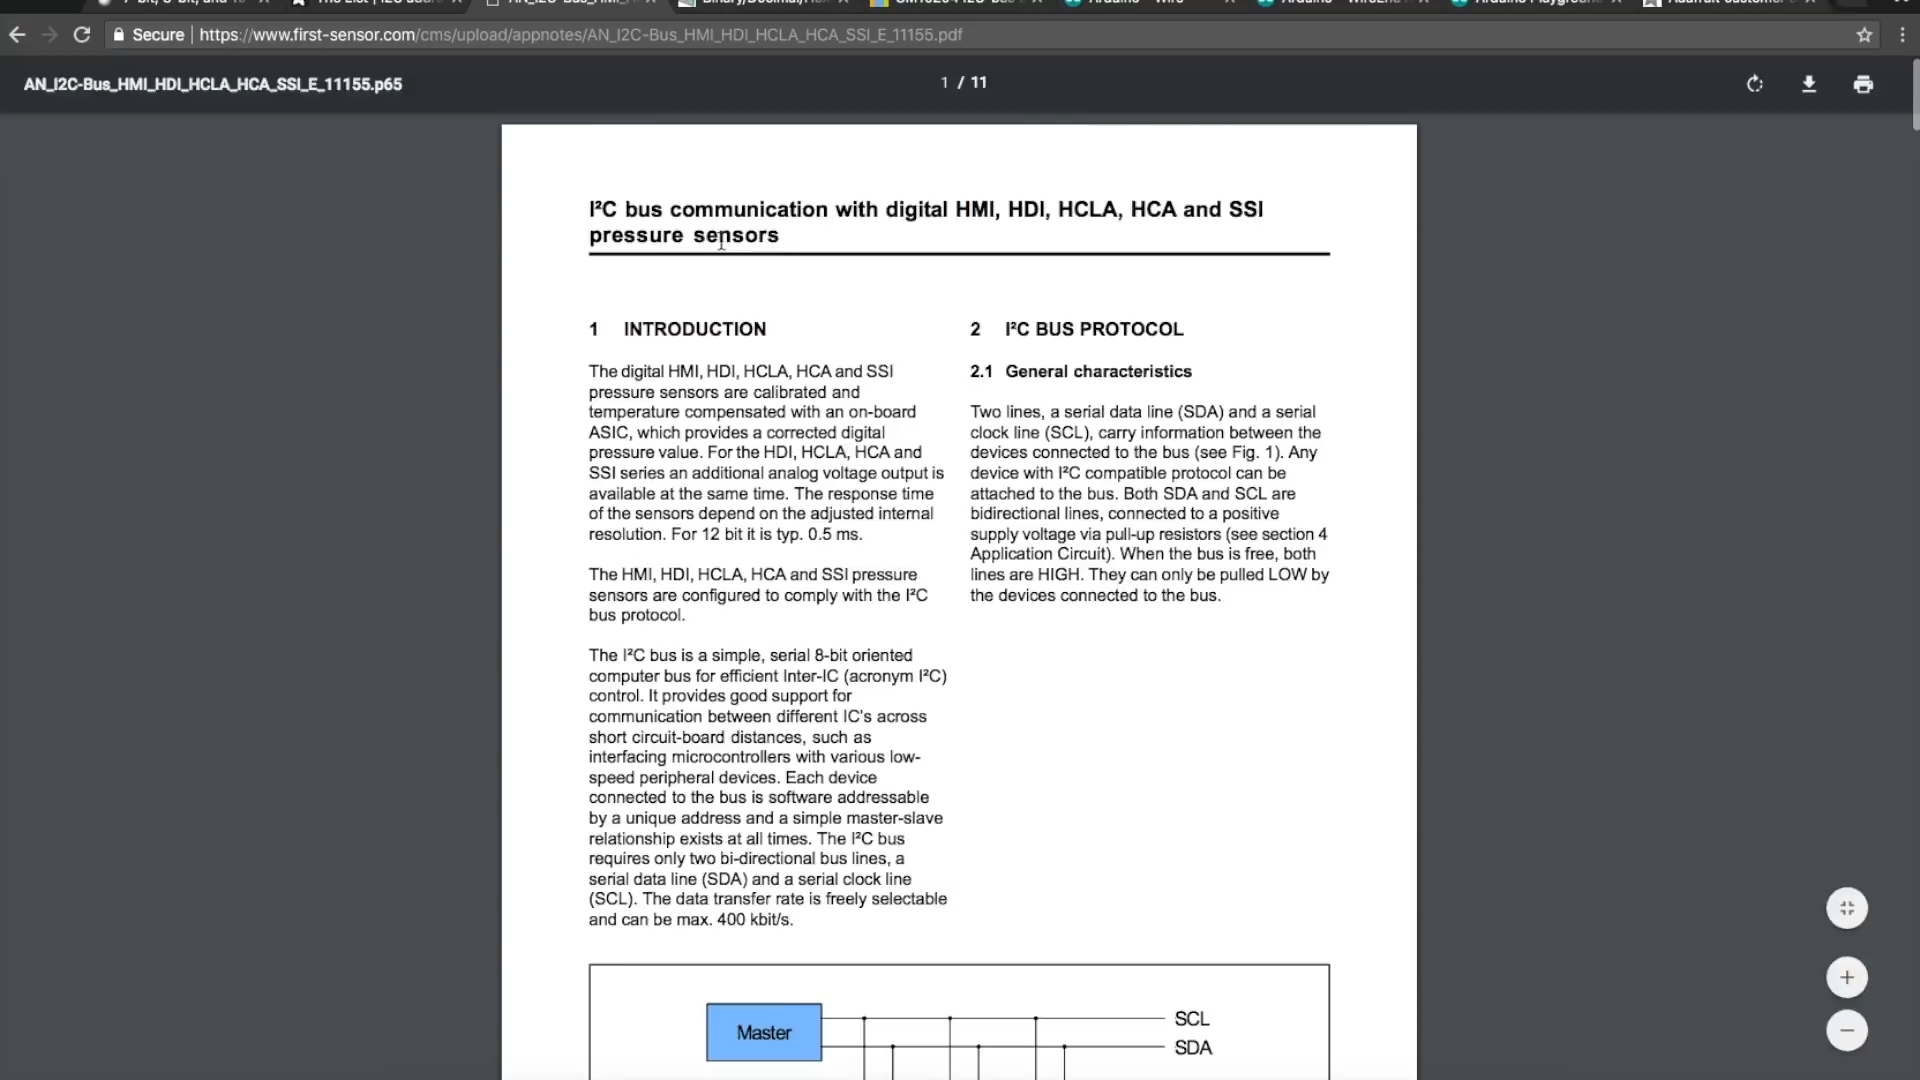 Secure | https://www.first-sensor.com/cms/upload/appnotes/AN_I2C-Bus_HMI_HDI_HCLA_HCA_SSI_E_11155.pdf
AN_I2C-Bus_HMI_HDI_HCLA_HCA_SSI_E_11155.p65
1 / 11
I²C bus communication with digital HMI, HDI, HCLA, HCA and SSI
pressure sensors
1 INTRODUCTION
The digital HMI, HDI, HCLA, HCA and SSI
pressure sensors are calibrated and
temperature compensated with an on-board
ASIC, which provides a corrected digital
pressure value. For the HDI, HCLA, HCA and
SSI series an additional analog voltage output is
available at the same time. The response time
of the sensors depend on the adjusted internal
resolution. For 12 bit it is typ. 0.5 ms.
The HMI, HDI, HCLA, HCA and SSI pressure
sensors are configured to comply with the I²C
bus protocol.
The I²C bus is a simple, serial 8-bit oriented
computer bus for efficient Inter-IC (acronym I²C)
control. It provides good support for
communication between different IC's across
short circuit-board distances, such as
interfacing microcontrollers with various low-
speed peripheral devices. Each device
connected to the bus is software addressable
by a unique address and a simple master-slave
relationship exists at all times. The I²C bus
requires only two bi-directional bus lines, a
serial data line (SDA) and a serial clock line
(SCL). The data transfer rate is freely selectable
and can be max. 400 kbit/s.
2 I²C BUS PROTOCOL
2.1 General characteristics
Two lines, a serial data line (SDA) and a serial
clock line (SCL), carry information between the
devices connected to the bus (see Fig. 1). Any
device with I²C compatible protocol can be
attached to the bus. Both SDA and SCL are
bidirectional lines, connected to a positive
supply voltage via pull-up resistors (see section 4
Application Circuit). When the bus is free, both
lines are HIGH. They can only be pulled LOW by
the devices connected to the bus.
Master
SCL
SDA